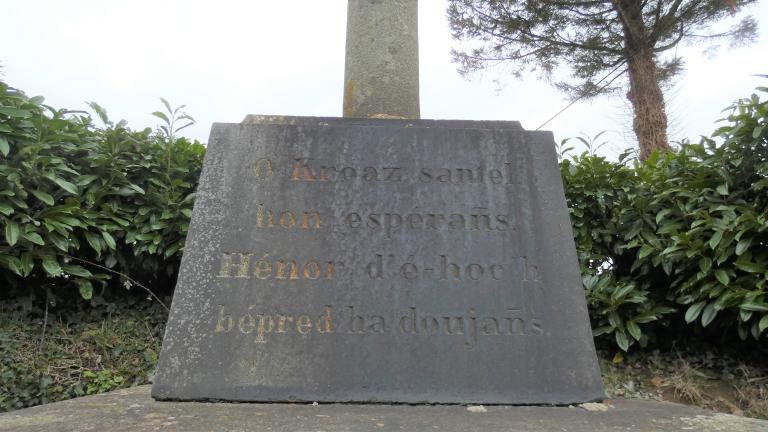 O Kroaz santel
hon espérañs.
Hénor d'é-hoc'h
bépred ha doujañs.